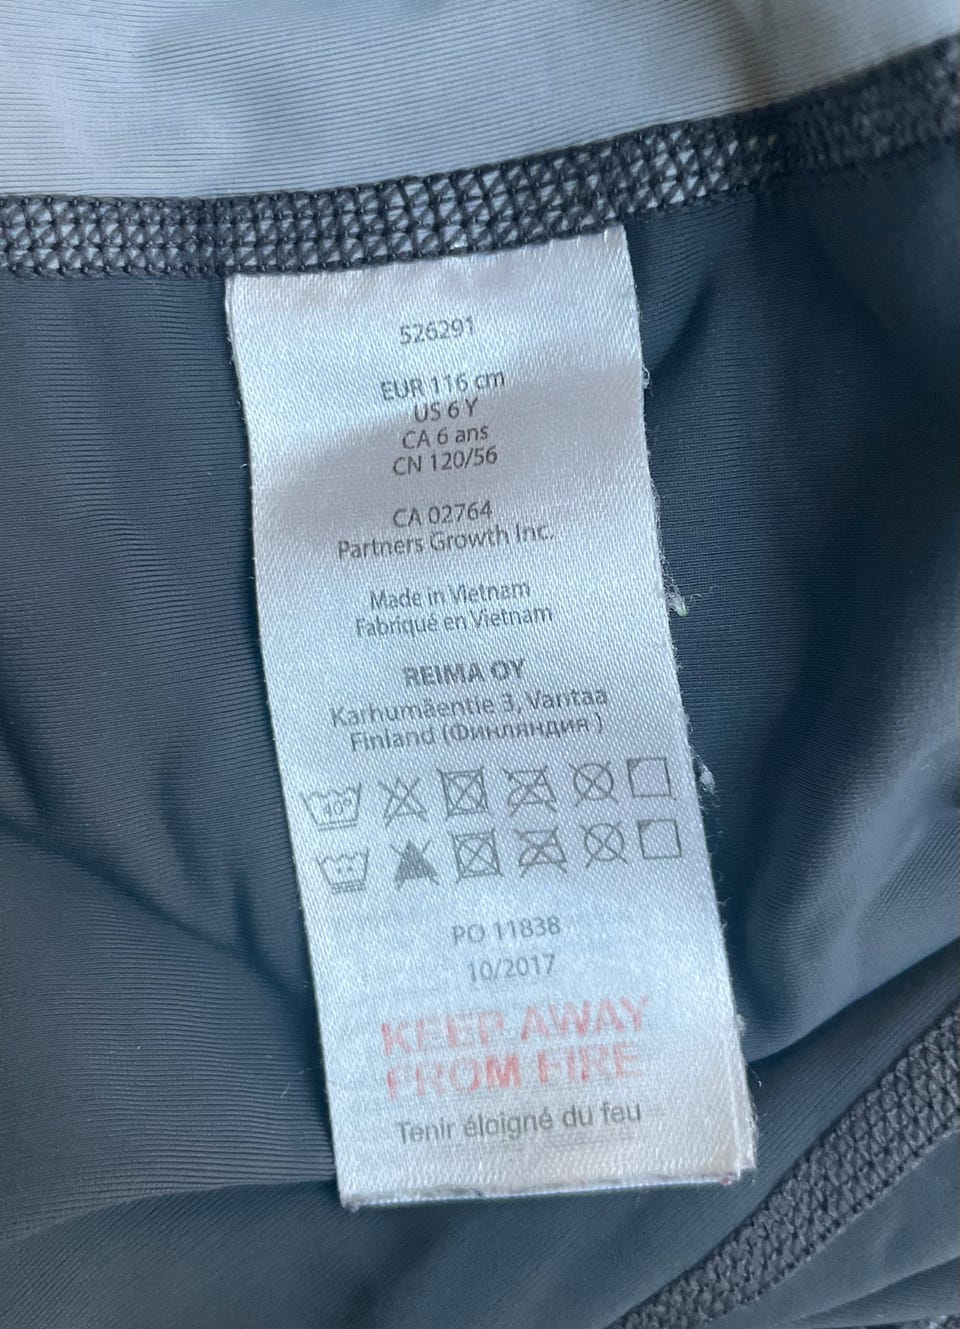 526291
EUR 116 cm
US 6 Y
CA 6 ans
CN 120/56
CA 02764
Partners Growth Inc.
Made in Vietnam
Fabriqué en Vietnam
REIMA OY
Karhumäentie 3, Vantaa
Finland (Финляндия )
40°
PO 11838
10/2017
KEEP AWAY
FROM FIRE
Tenir éloigné du feu